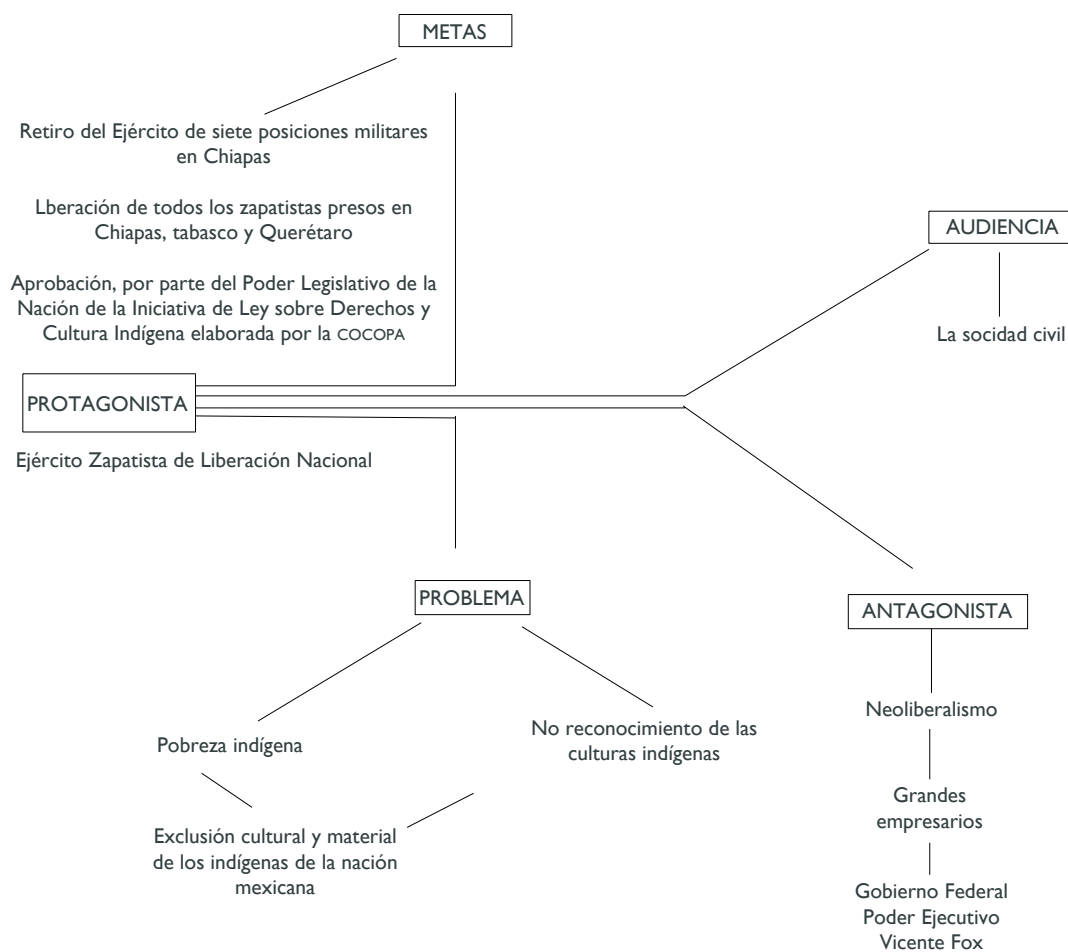 METAS
Retiro del Ejército de siete posiciones militares
en Chiapas
Lberación de todos los zapatistas presos en
Chiapas, tabasco y Querétaro
Aprobación, por parte del Poder Legislativo de la
Nación de la Iniciativa de Ley sobre Derechos y
Cultura Indígena elaborada por la COCOPA
AUDIENCIA
La socidad civil
PROTAGONISTA
Ejército Zapatista de Liberación Nacional
PROBLEMA
Pobreza indígena
No reconocimiento de las
culturas indígenas
Exclusión cultural y material
de los indígenas de la nación
mexicana
ANTAGONISTA
Neoliberalismo
Grandes
empresarios
Gobierno Federal
Poder Ejecutivo
Vicente Fox